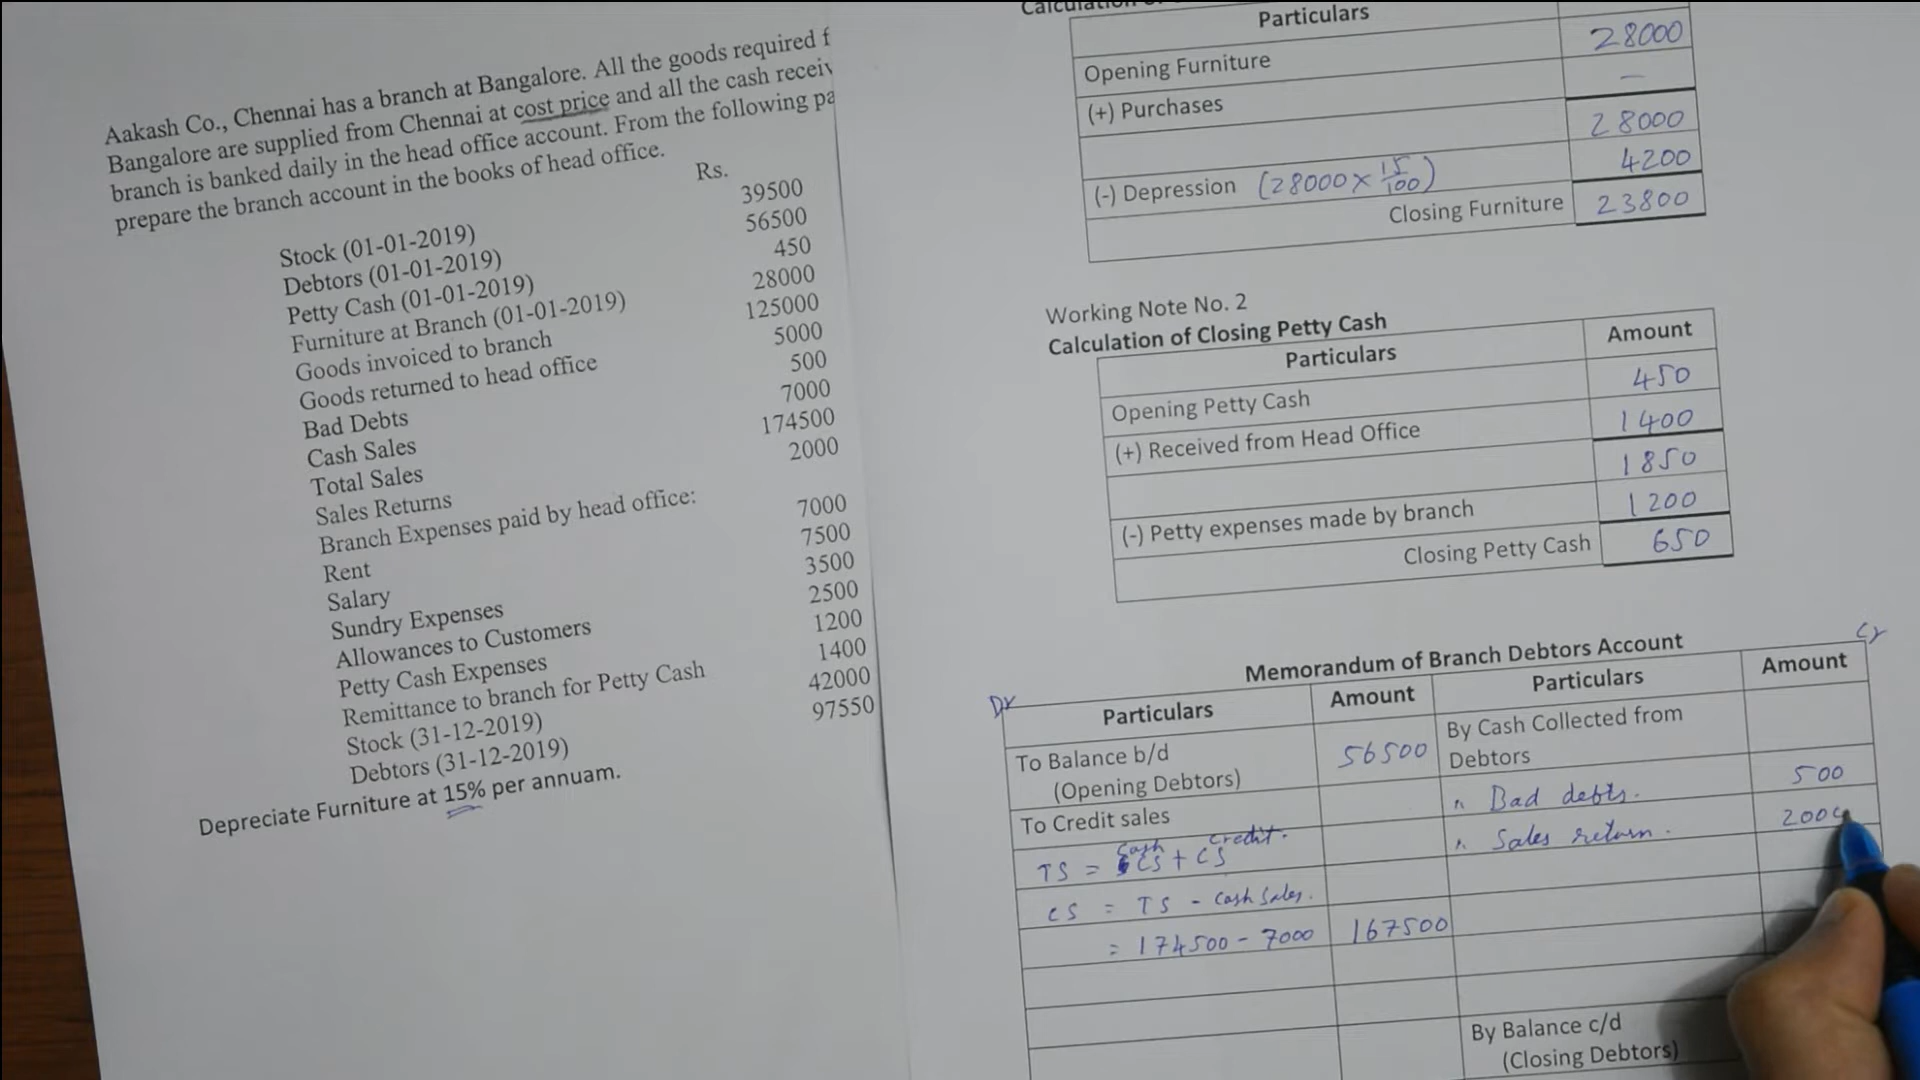 Aakash Co., Chennai has a branch at Bangalore. All the goods required f
Bangalore are supplied from Chennai at cost price and all the cash receiv
branch is banked daily in the head office account. From the following pa
prepare the branch account in the books of head office.
Rs.
Stock (01-01-2019) 39500
Debtors (01-01-2019) 56500
Petty Cash (01-01-2019) 450
Furniture at Branch (01-01-2019) 28000
Goods invoiced to branch 125000
Goods returned to head office 5000
Bad Debts 500
Cash Sales 7000
Total Sales 174500
Sales Returns 2000
Branch Expenses paid by head office:
Rent 7000
Salary 7500
Sundry Expenses 3500
Allowances to Customers 2500
Petty Cash Expenses 1200
Remittance to branch for Petty Cash 1400
Stock (31-12-2019) 42000
Debtors (31-12-2019) 97550
Depreciate Furniture at 15% per annuam.
Particulars
Opening Furniture 28000
(+) Purchases —
28000
(-) Depression (28000 × 15/100) 4200
Closing Furniture 23800
Working Note No. 2
Calculation of Closing Petty Cash
Particulars Amount
Opening Petty Cash 450
(+) Received from Head Office 1400
1850
(-) Petty expenses made by branch 1200
Closing Petty Cash 650
Memorandum of Branch Debtors Account
Dr Cr
Particulars Amount Particulars Amount
To Balance b/d 56500 By Cash Collected from
(Opening Debtors) Debtors
To Credit sales " Bad debts. 500
Cash Credit.
TS = CS + CS " Sales return. 200
CS = TS - Cash Sales.
= 174500 - 7000 167500
By Balance c/d
(Closing Debtors)